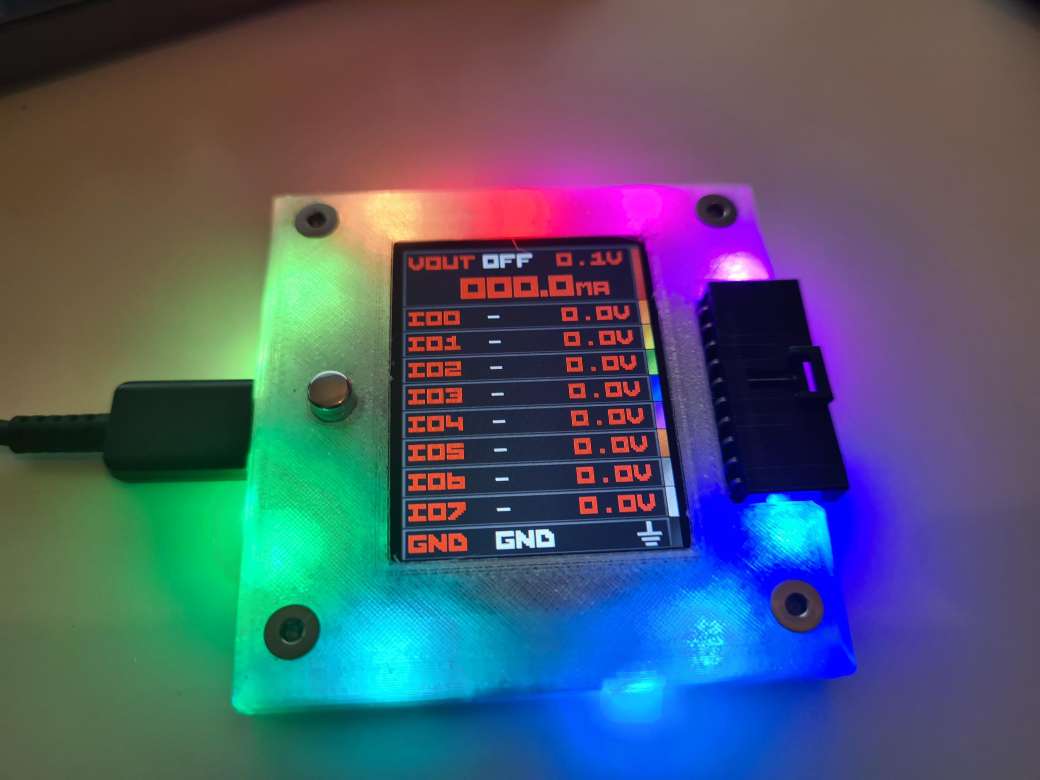 VOUT OFF 0.1V
000.0MA
IO0 - 0.0V
IO1 - 0.0V
IO2 - 0.0V
IO3 - 0.0V
IO4 - 0.0V
IO5 - 0.0V
IO6 - 0.0V
IO7 - 0.0V
GND GND